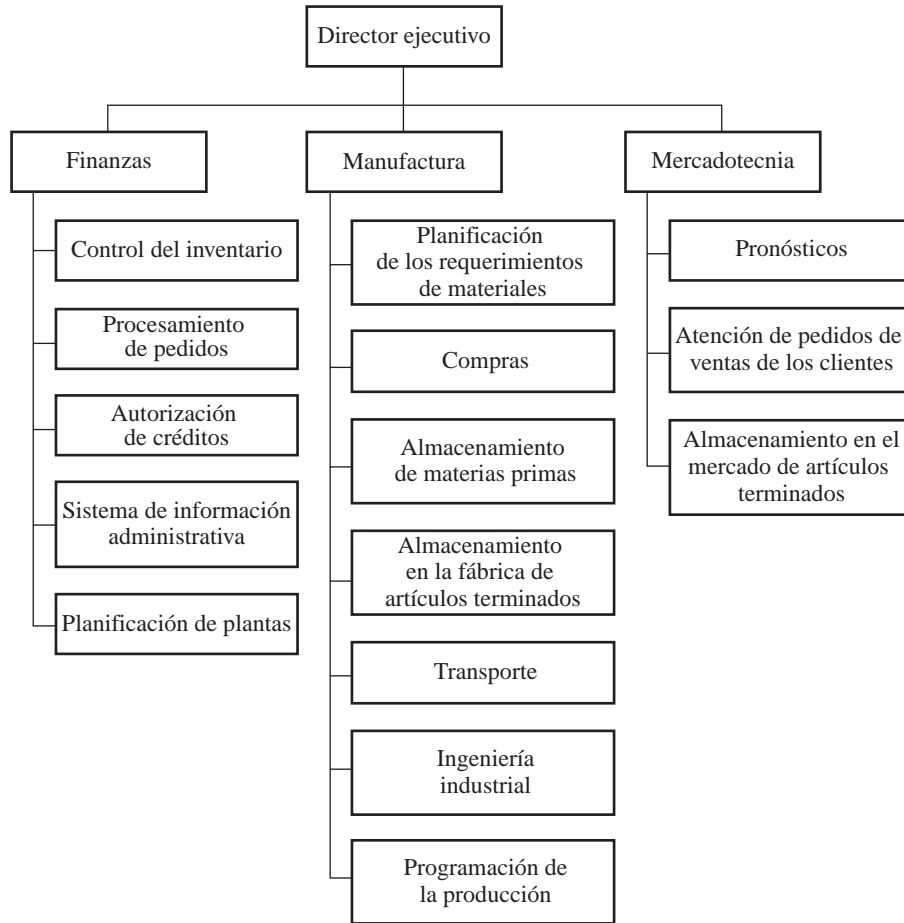 Director ejecutivo
Finanzas
Manufactura
Mercadotecnia
Control del inventario
Procesamiento
de pedidos
Autorización
de créditos
Sistema de información
administrativa
Planificación de plantas
Planificación
de los requerimientos
de materiales
Compras
Almacenamiento
de materias primas
Almacenamiento
en la fábrica de
artículos terminados
Transporte
Ingeniería
industrial
Programación de
la producción
Pronósticos
Atención de pedidos de
ventas de los clientes
Almacenamiento en el
mercado de artículos
terminados